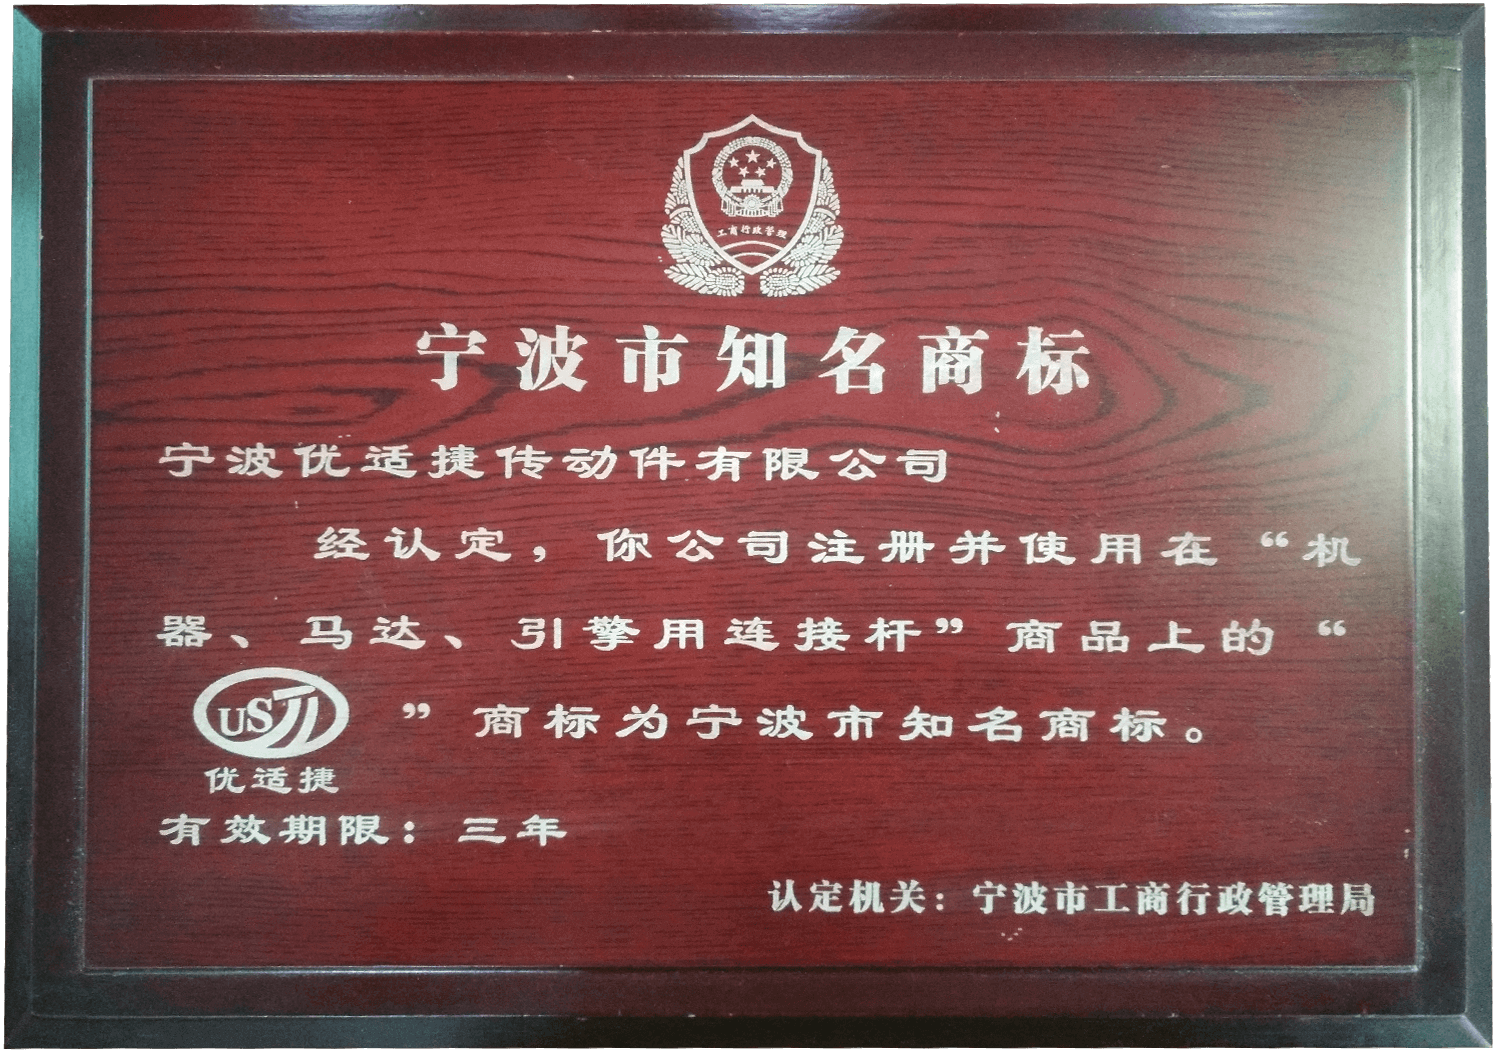 工商行政管理
宁波市知名商标
宁波优适捷传动件有限公司
经认定，你公司注册并使用在“机
器、马达、引擎用连接杆”商品上的“
UST
”商标为宁波市知名商标。
优适捷
有效期限：三年
认定机关：宁波市工商行政管理局